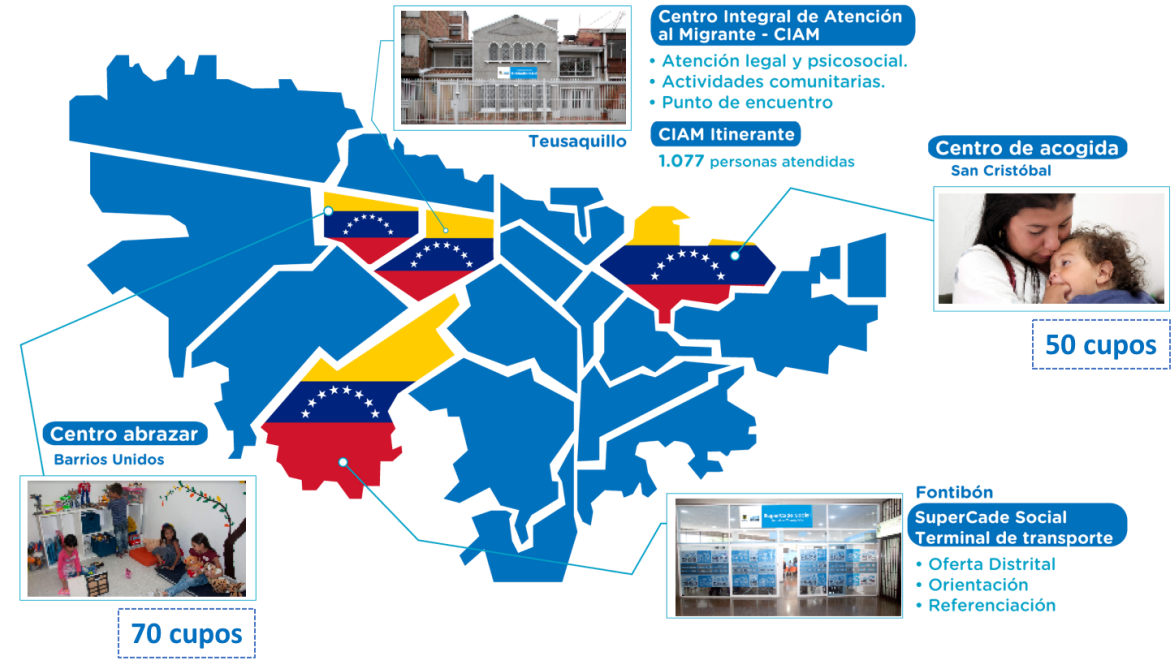 Centro Integral de Atención
al Migrante - CIAM
• Atención legal y psicosocial.
• Actividades comunitarias.
• Punto de encuentro
Teusaquillo
CIAM Itinerante
1.077 personas atendidas
Centro de acogida
San Cristóbal
50 cupos
Centro abrazar
Barrios Unidos
70 cupos
Fontibón
SuperCade Social
Terminal de transporte
• Oferta Distrital
• Orientación
• Referenciación
SuperCade Social